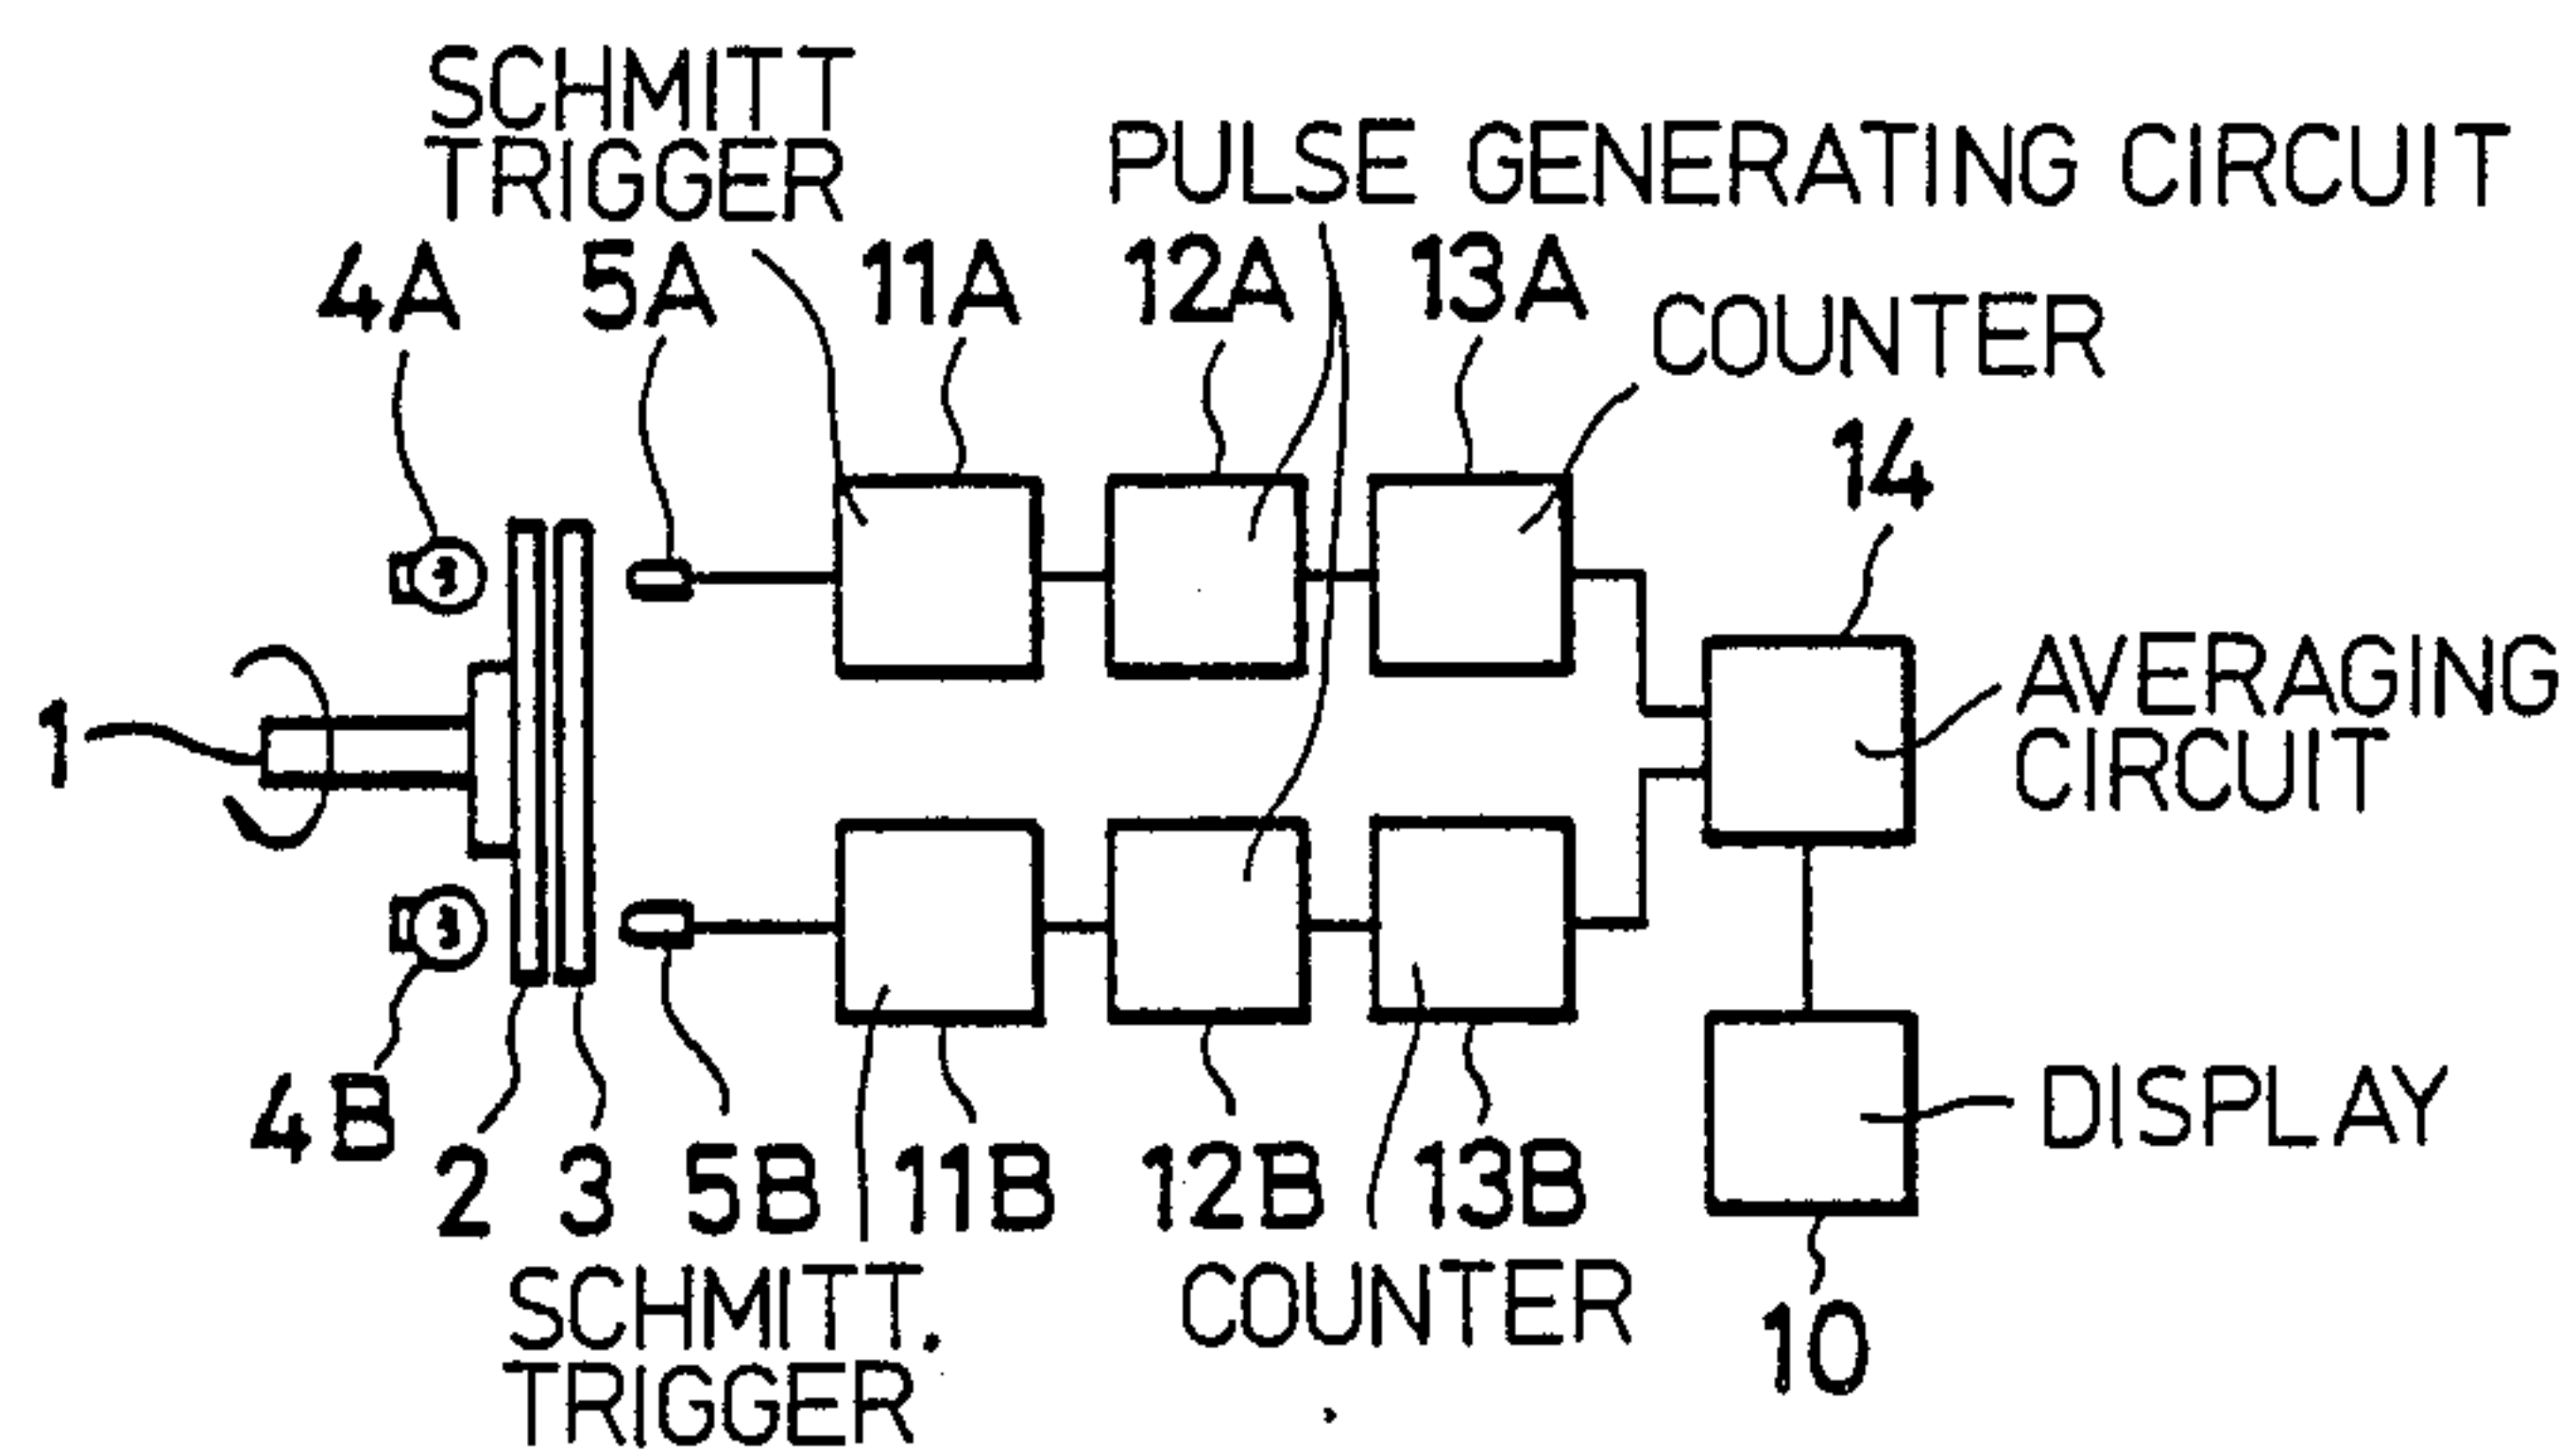 SCHMITT
TRIGGER
PULSE GENERATING CIRCUIT
4A 5A 11A 12A 13A
COUNTER
14
1
AVERAGING
CIRCUIT
4B
DISPLAY
2 3 5B 11B 12B 13B
SCHMITT.
TRIGGER
COUNTER
10